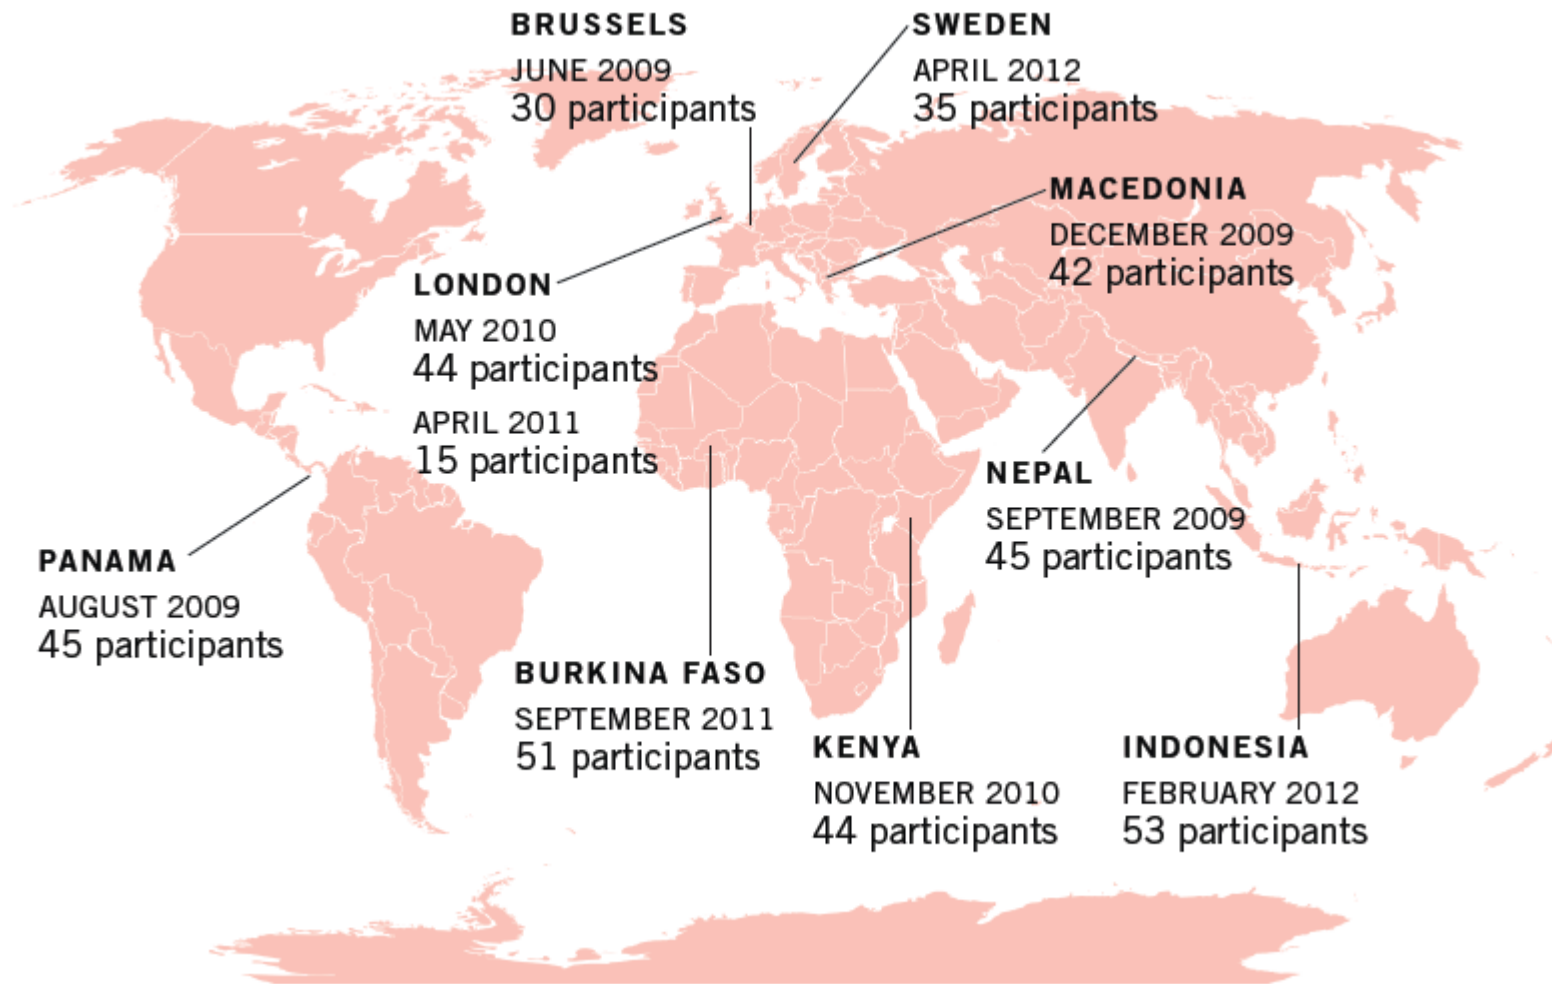 BRUSSELS
JUNE 2009
30 participants
SWEDEN
APRIL 2012
35 participants
MACEDONIA
DECEMBER 2009
42 participants
LONDON
MAY 2010
44 participants
APRIL 2011
15 participants
NEPAL
SEPTEMBER 2009
45 participants
PANAMA
AUGUST 2009
45 participants
BURKINA FASO
SEPTEMBER 2011
51 participants
KENYA
NOVEMBER 2010
44 participants
INDONESIA
FEBRUARY 2012
53 participants